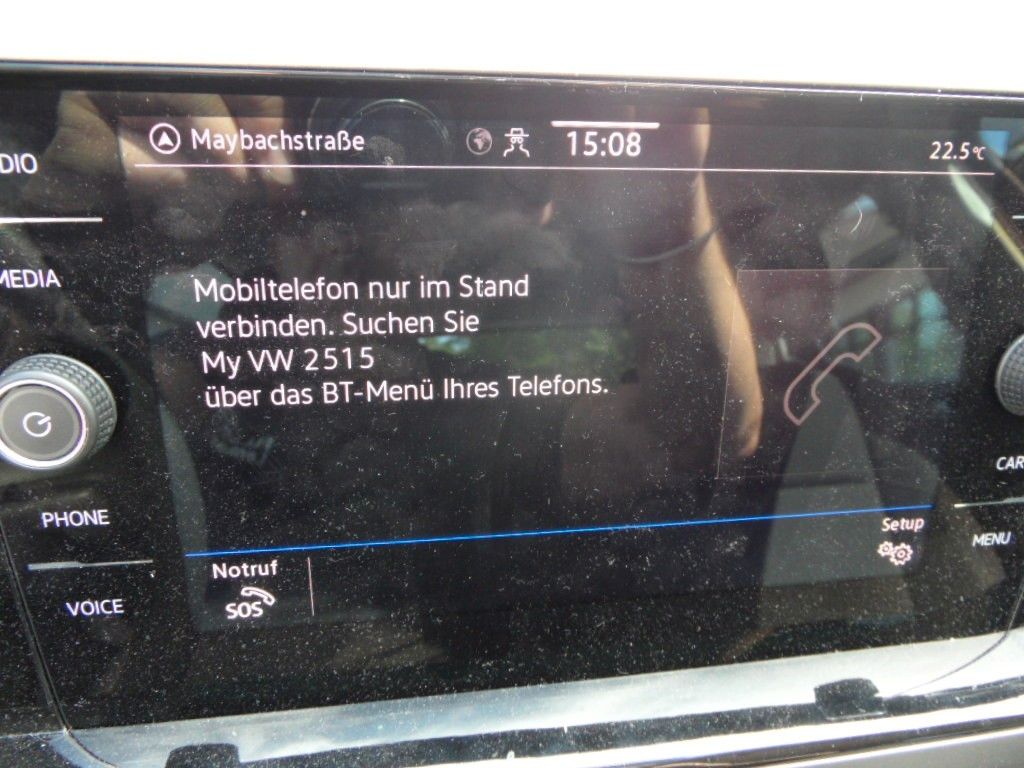 Maybachstraße 15:08 22.5°C
DIO
MEDIA
Mobiltelefon nur im Stand
verbinden. Suchen Sie
My VW 2515
über das BT-Menü Ihres Telefons.
PHONE
VOICE
Notruf
SOS
Setup
CAR
MENU